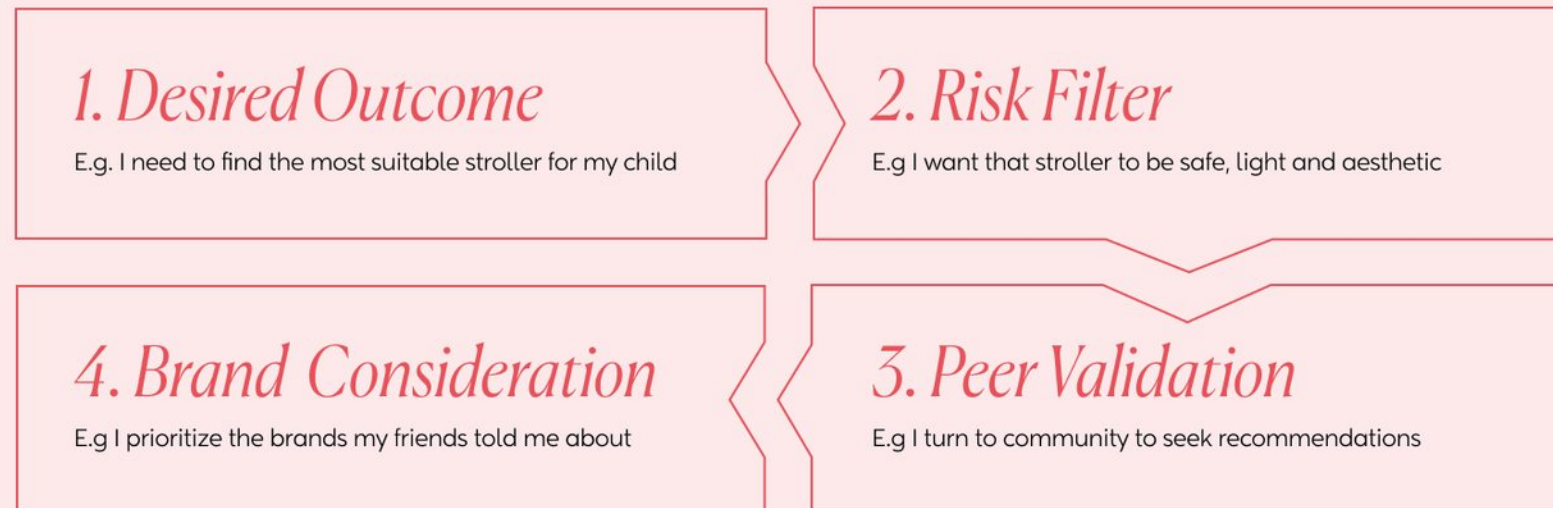 1. Desired Outcome
E.g. I need to find the most suitable stroller for my child
2. Risk Filter
E.g I want that stroller to be safe, light and aesthetic
3. Peer Validation
E.g I turn to community to seek recommendations
4. Brand Consideration
E.g I prioritize the brands my friends told me about